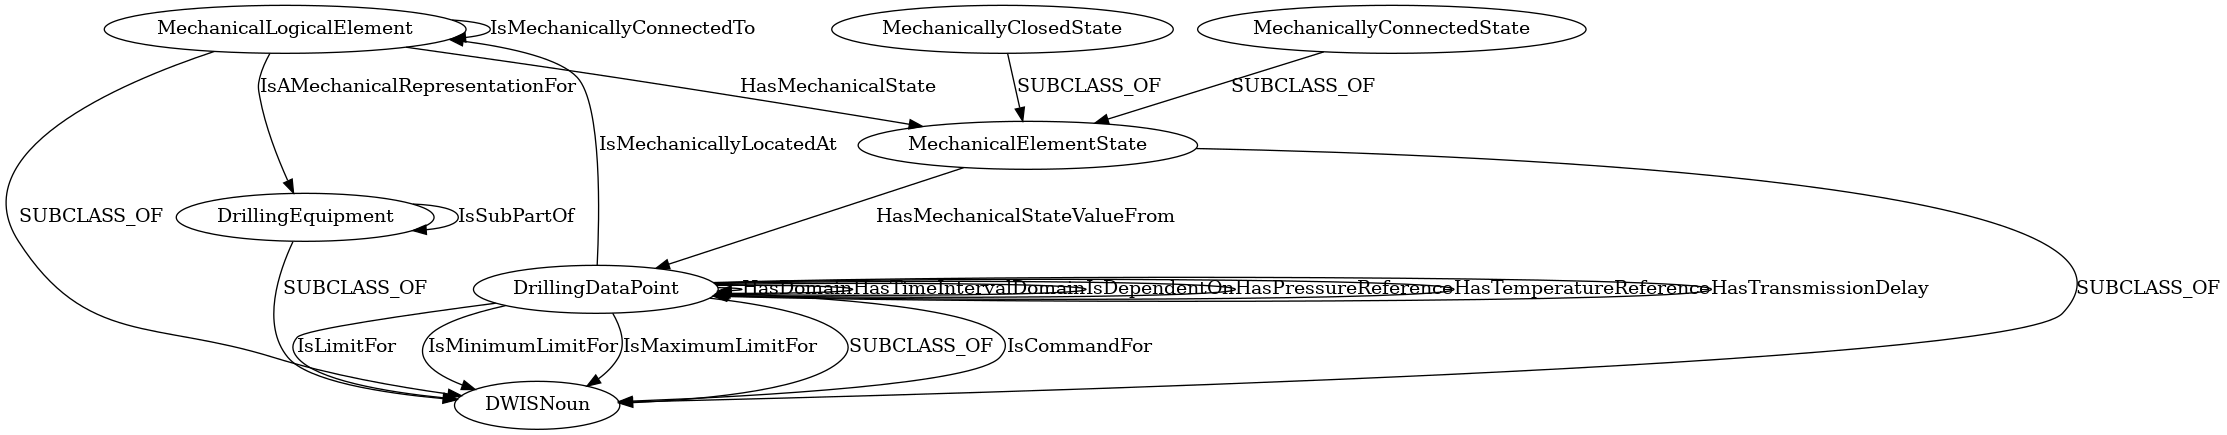 MechanicalLogicalElement
IsMechanicallyConnectedTo
MechanicallyClosedState
MechanicallyConnectedState
IsAMechanicalRepresentationFor
HasMechanicalState
SUBCLASS_OF
SUBCLASS_OF
IsMechanicallyLocatedAt
MechanicalElementState
SUBCLASS_OF
DrillingEquipment
IsSubPartOf
HasMechanicalStateValueFrom
SUBCLASS_OF
DrillingDataPoint
HasDomain
HasTimeIntervalDomain
IsDependentOn
HasPressureReference
HasTemperatureReference
HasTransmissionDelay
SUBCLASS_OF
IsLimitFor
IsMinimumLimitFor
IsMaximumLimitFor
SUBCLASS_OF
IsCommandFor
DWISNoun